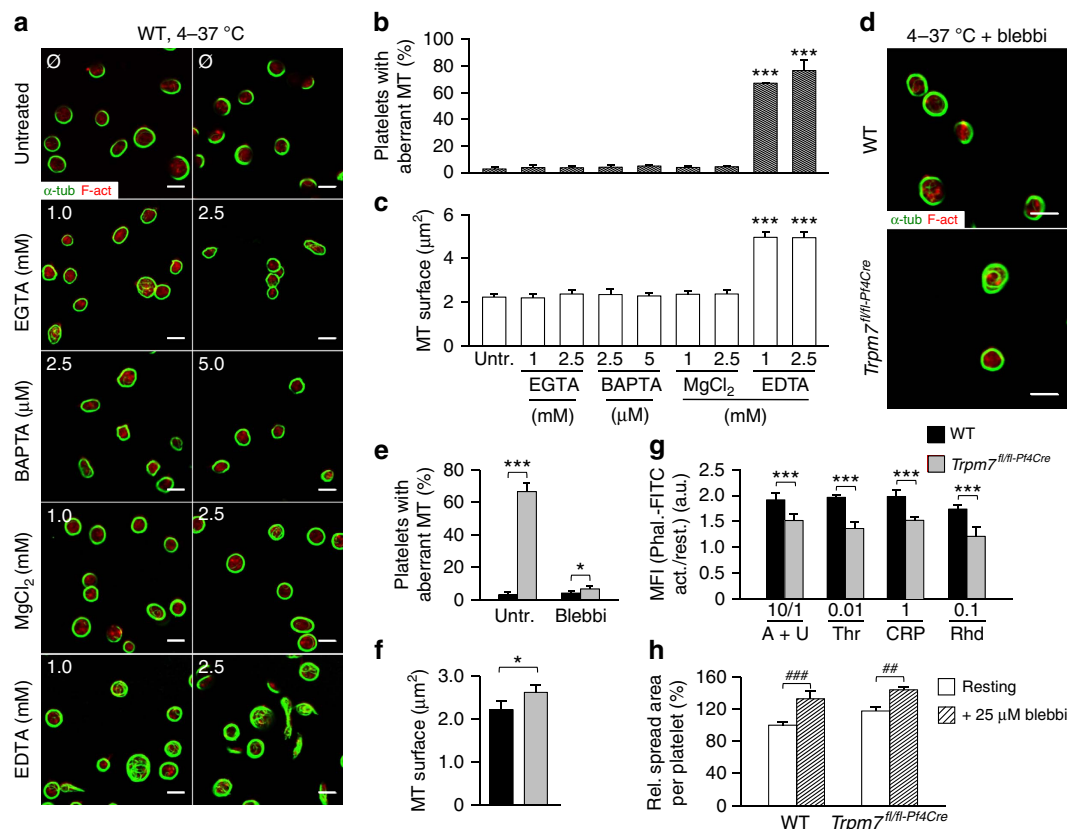 a
WT, 4–37 °C
Untreated
Ø
Ø
α-tub F-act
EGTA (mM)
1.0
2.5
BAPTA (μM)
2.5
5.0
MgCl2 (mM)
1.0
2.5
EDTA (mM)
1.0
2.5
b
Platelets with
aberrant MT (%)
100
80
60
40
20
0
***
***
c
MT surface (μm²)
6
4
2
0
***
***
Untr. 1 2.5 2.5 5 1 2.5 1 2.5
EGTA BAPTA MgCl2 EDTA
(mM) (μM) (mM)
d
4–37 °C + blebbi
WT
α-tub F-act
Trpm7fl/fl-Pf4Cre
e
Platelets with
aberrant MT (%)
80
60
40
20
0
***
*
Untr. Blebbi
f
MT surface (μm²)
3.0
2.0
1.0
0
*
WT
Trpm7fl/fl-Pf4Cre
g
MFI (Phal.-FITC
act./rest.) (a.u.)
2.5
2.0
1.5
1.0
0.5
0
***
***
***
***
10/1 0.01 1 0.1
A + U Thr CRP Rhd
h
Rel. spread area
per platelet (%)
160
120
80
40
0
###
##
WT Trpm7fl/fl-Pf4Cre
Resting
+ 25 μM blebbi